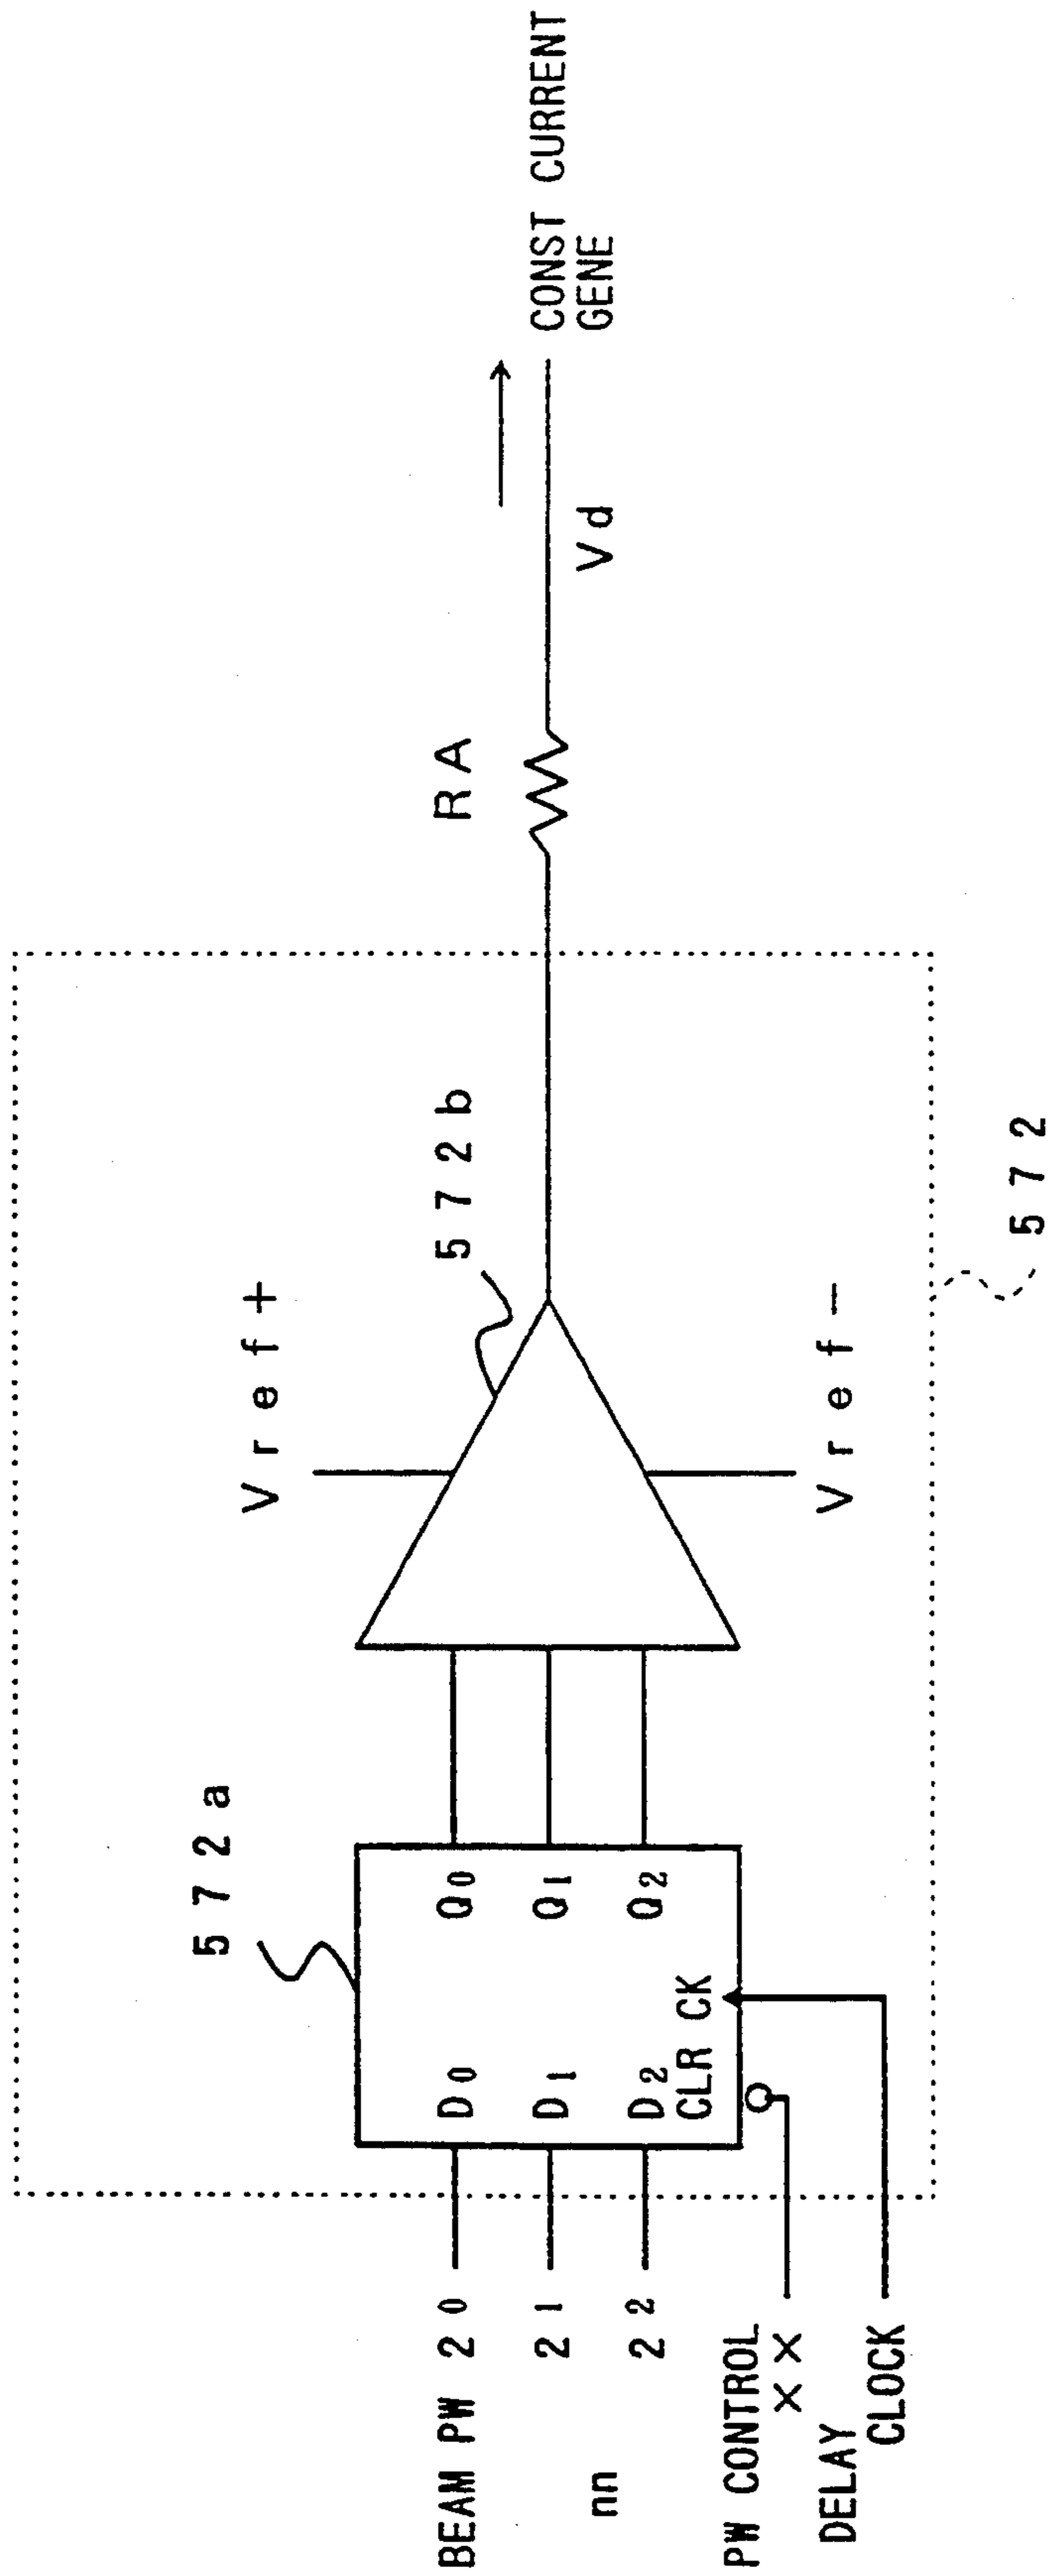 572a
572b
Vref+
RA
CONST CURRENT
GENE
Vd
BEAM PW 2⁰
D₀ Q₀
2¹
D₁ Q₁
nn
2²
D₂ Q₂
CLR CK
PW CONTROL
××
DELAY
CLOCK
Vref−
572